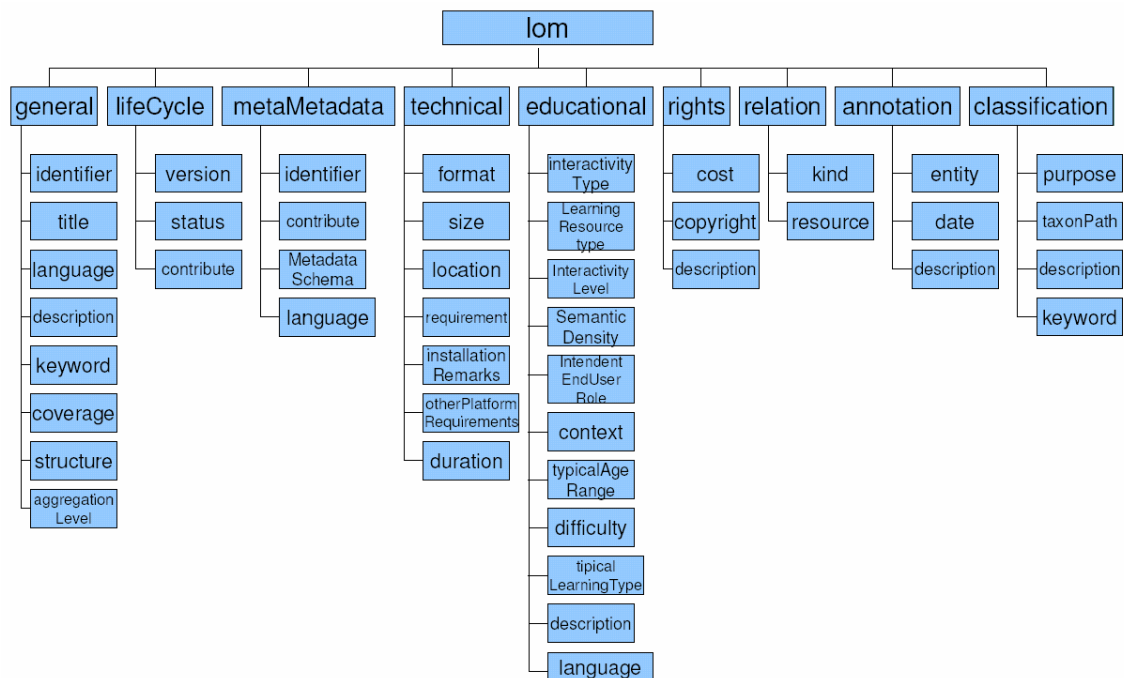 lom
general
lifeCycle
metaMetadata
technical
educational
rights
relation
annotation
classification
identifier
title
language
description
keyword
coverage
structure
aggregation
Level
version
status
contribute
identifier
contribute
Metadata
Schema
language
format
size
location
requirement
installation
Remarks
otherPlatform
Requirements
duration
interactivity
Type
Learning
Resource
type
Interactivity
Level
Semantic
Density
Intendent
EndUser
Role
context
typicalAge
Range
difficulty
tipical
LearningType
description
language
cost
copyright
description
kind
resource
entity
date
description
purpose
taxonPath
description
keyword